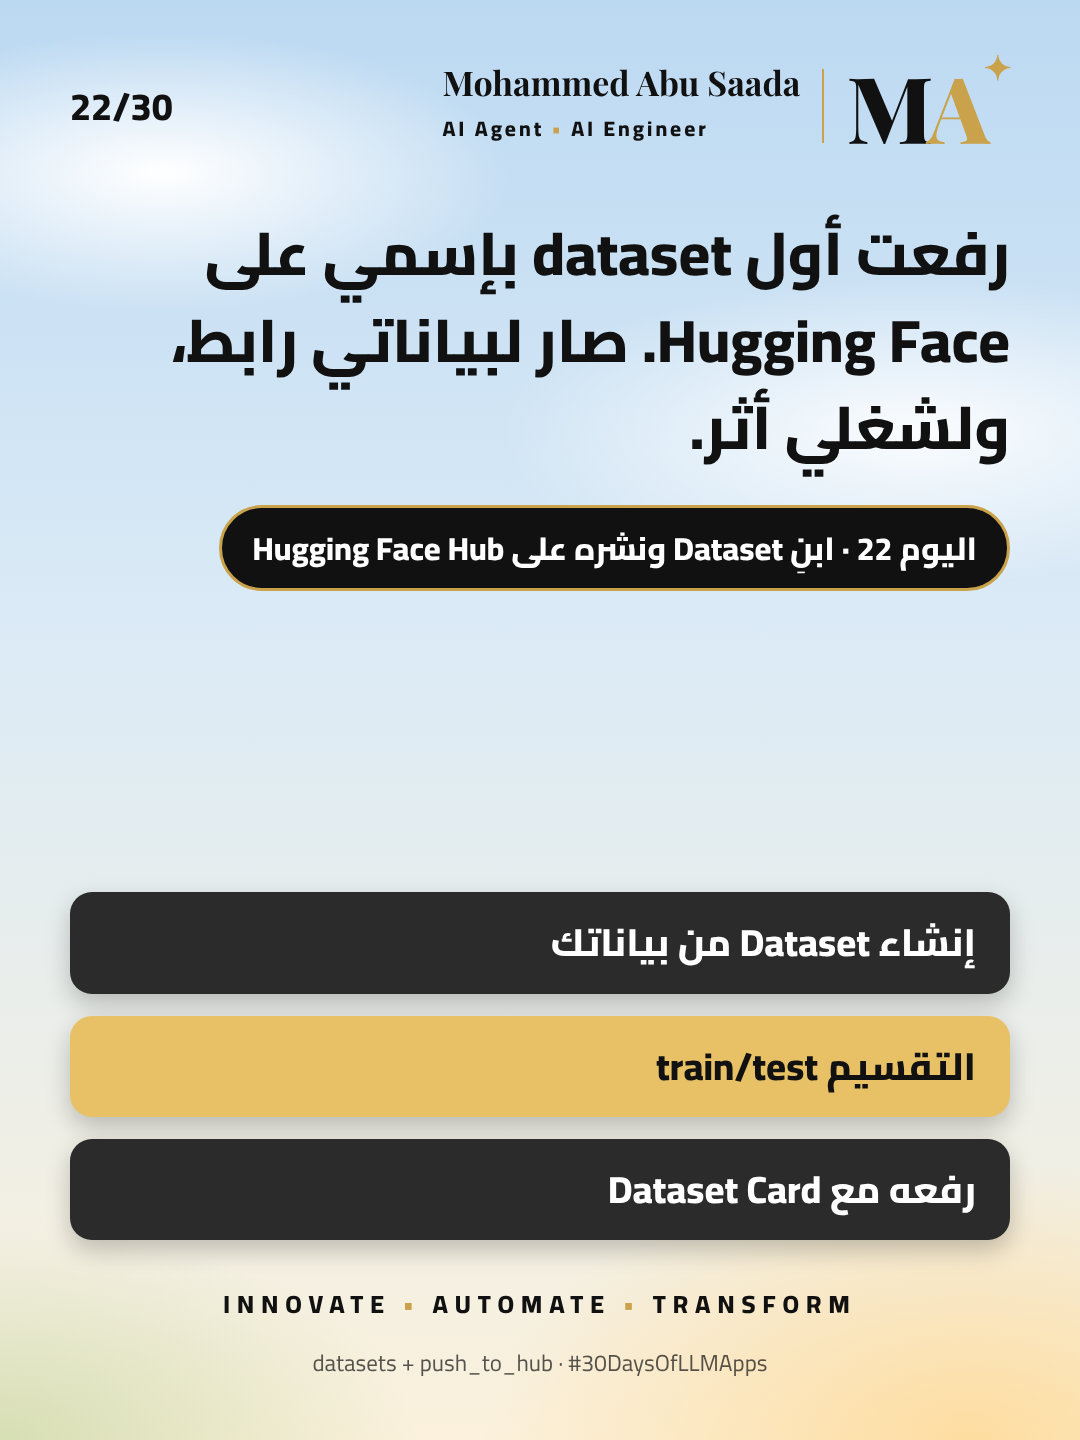 22/30
Mohammed Abu Saada
AI Agent ▪ AI Engineer
MA
رفعت أول dataset بإسمي على
Hugging Face. صار لبياناتي رابط،
ولشغلي أثر.
اليوم 22 · ابنِ Dataset ونشره على Hugging Face Hub
إنشاء Dataset من بياناتك
التقسيم train/test
رفعه مع Dataset Card
INNOVATE ▪ AUTOMATE ▪ TRANSFORM
datasets + push_to_hub · #30DaysOfLLMApps